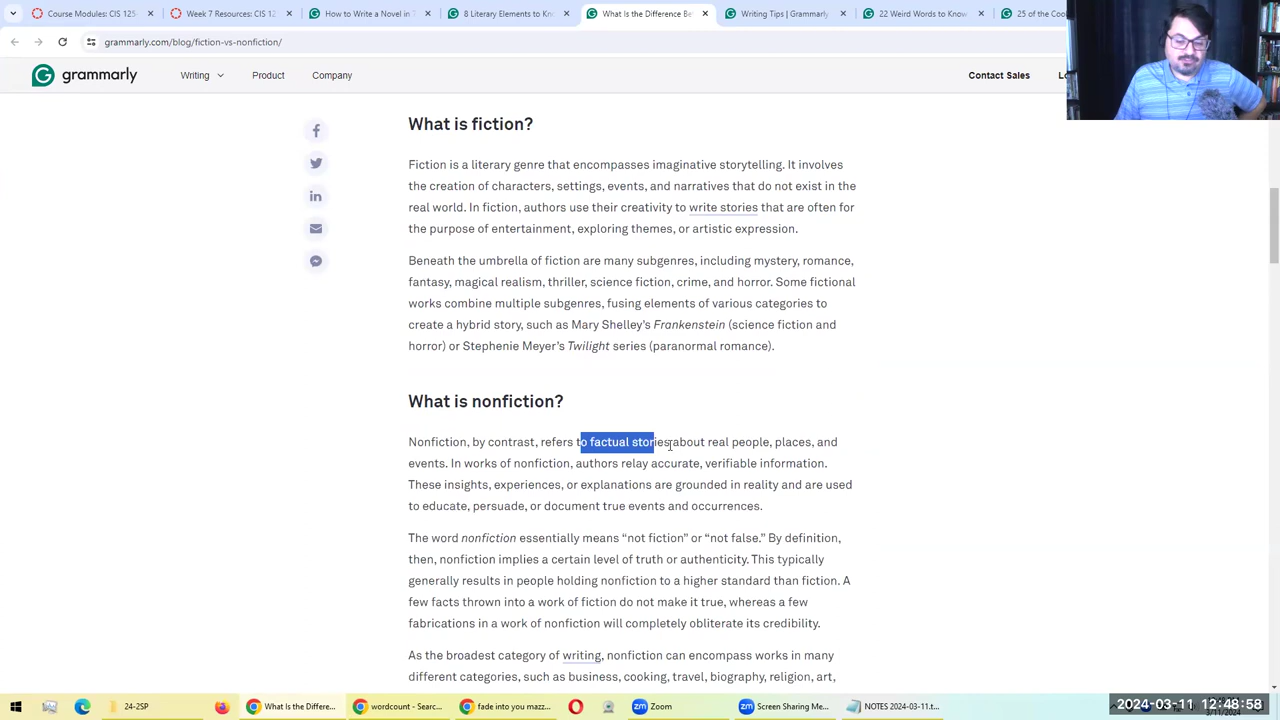 Course Modules: CIS 125
Week 7 Resources: CIS 12
How to Write a Novel in 7
8 Literary Elements to Kn
What Is the Difference Be
Writing Tips | Grammarly
22 Weird Words to Know
25 of the Coo
grammarly.com/blog/fiction-vs-nonfiction/
grammarly
Writing
Product
Company
Contact Sales
What is fiction?
Fiction is a literary genre that encompasses imaginative storytelling. It involves
the creation of characters, settings, events, and narratives that do not exist in the
real world. In fiction, authors use their creativity to write stories that are often for
the purpose of entertainment, exploring themes, or artistic expression.
Beneath the umbrella of fiction are many subgenres, including mystery, romance,
fantasy, magical realism, thriller, science fiction, crime, and horror. Some fictional
works combine multiple subgenres, fusing elements of various categories to
create a hybrid story, such as Mary Shelley's Frankenstein (science fiction and
horror) or Stephenie Meyer's Twilight series (paranormal romance).
What is nonfiction?
Nonfiction, by contrast, refers to factual stories about real people, places, and
events. In works of nonfiction, authors relay accurate, verifiable information.
These insights, experiences, or explanations are grounded in reality and are used
to educate, persuade, or document true events and occurrences.
The word nonfiction essentially means “not fiction” or “not false.” By definition,
then, nonfiction implies a certain level of truth or authenticity. This typically
generally results in people holding nonfiction to a higher standard than fiction. A
few facts thrown into a work of fiction do not make it true, whereas a few
fabrications in a work of nonfiction will completely obliterate its credibility.
As the broadest category of writing, nonfiction can encompass works in many
different categories, such as business, cooking, travel, biography, religion, art,
24-2SP
What Is the Differe...
wordcount - Searc...
fade into you mazz...
Zoom
Screen Sharing Me...
NOTES 2024-03-11.t...
2024-03-11 12:48:58